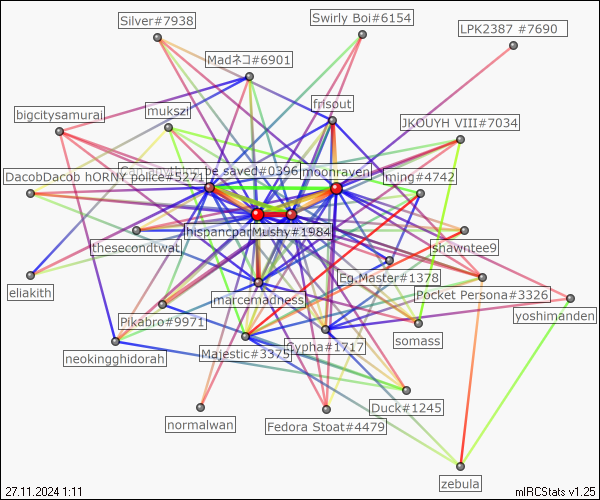 Silver#7938
Swirly Boi#6154
LPK2387 #7690
Madネコ#6901
frisout
bigcitysamurai
mukszi
JKOUYH VIII#7034
be saved#0396
moonraven
DacobDacob hORNY police#5271
ming#4742
hispancpan
Mushy#1984
thesecondtwat
shawntee9
Eg.Master#1378
eliakith
marcemadness
Pocket Persona#3326
Pikabro#9971
yoshimanden
somass
Cypha#1717
Majestic#3375
neokingghidorah
Duck#1245
normalwan
Fedora Stoat#4479
zebula
27.11.2024 1:11
mIRCStats v1.25